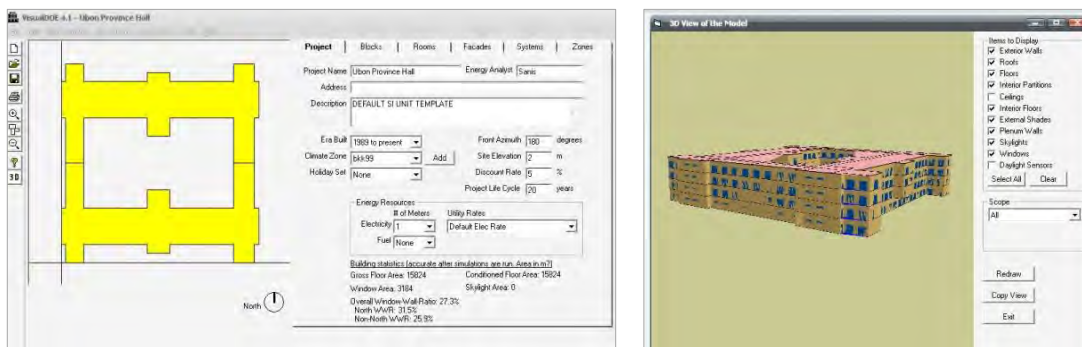 VisualDOE 4.1 - Ubon Province Hall
Project Blocks Rooms Facades Systems Zones
Project Name Ubon Province Hall Energy Analyst Sanis
Address
Description DEFAULT SI UNIT TEMPLATE
Era Built 1989 to present Front Azimuth 180 degrees
Climate Zone bkk99 Add Site Elevation 2 m
Holiday Set None Discount Rate 5 %
Project Life Cycle 20 years
Energy Resources
# of Meters Utility Rates
Electricity 1 Default Elec Rate
Fuel None
Building statistics (accurate after simulations are run. Area in m?)
Gross Floor Area: 15824 Conditioned Floor Area: 15824
Window Area: 3184 Skylight Area: 0
Overall Window-Wall-Ratio: 27.3%
North WWR: 31.5%
Non-North WWR: 25.9%
North
3D
3D View of the Model
Items to Display
Exterior Walls
Roofs
Floors
Interior Partitions
Ceilings
Interior Floors
External Shades
Plenum Walls
Skylights
Windows
Daylight Sensors
Select All Clear
Scope
All
Redraw
Copy View
Exit